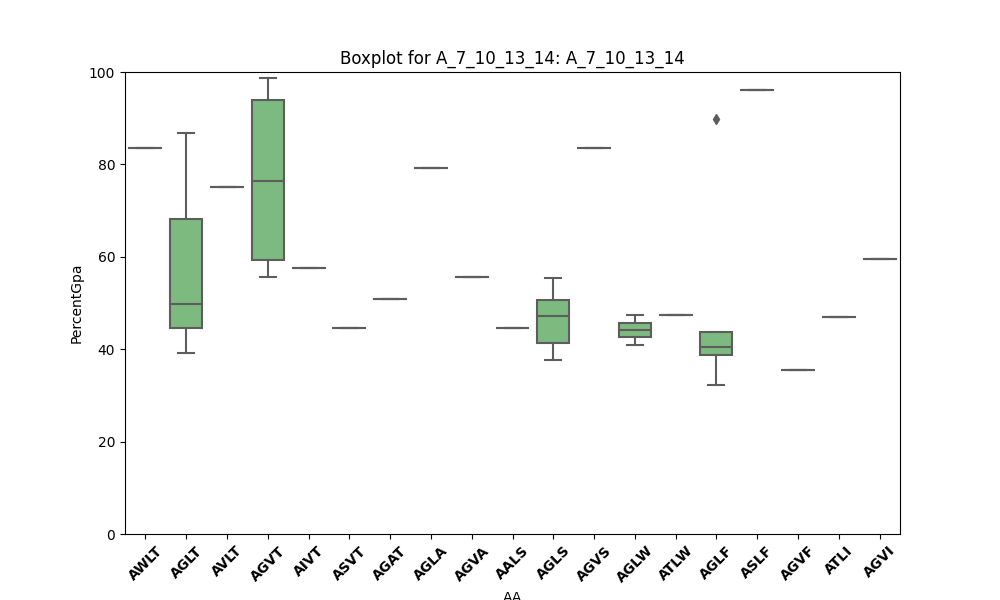 Boxplot for A_7_10_13_14: A_7_10_13_14
100
80
60
40
20
0
PercentGpa
AWLT AGLT AVLT AGVT AIVT ASVT AGAT AGLA AGVA AALS AGLS AGVS AGLW ATLW AGLF ASLF AGVF ATLI AGVI
AA